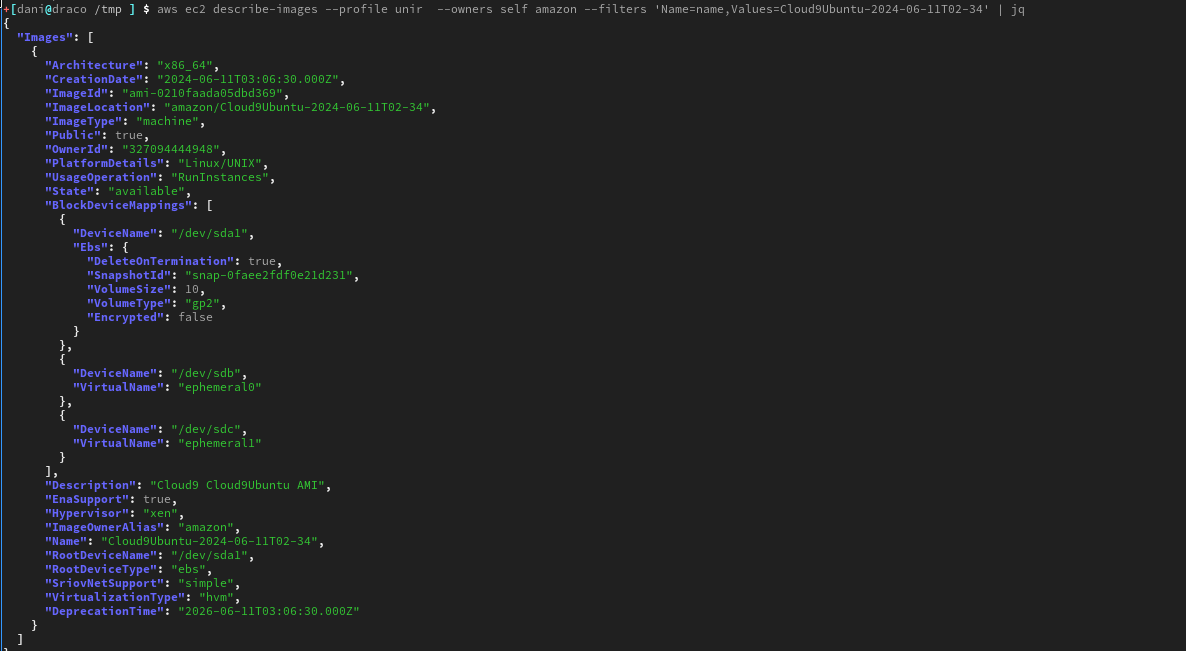 +[dani@draco /tmp ] $ aws ec2 describe-images --profile unir  --owners self amazon --filters 'Name=name,Values=Cloud9Ubuntu-2024-06-11T02-34' | jq
{
  "Images": [
    {
      "Architecture": "x86_64",
      "CreationDate": "2024-06-11T03:06:30.000Z",
      "ImageId": "ami-0210faada05dbd369",
      "ImageLocation": "amazon/Cloud9Ubuntu-2024-06-11T02-34",
      "ImageType": "machine",
      "Public": true,
      "OwnerId": "327094444948",
      "PlatformDetails": "Linux/UNIX",
      "UsageOperation": "RunInstances",
      "State": "available",
      "BlockDeviceMappings": [
        {
          "DeviceName": "/dev/sda1",
          "Ebs": {
            "DeleteOnTermination": true,
            "SnapshotId": "snap-0faee2fdf0e21d231",
            "VolumeSize": 10,
            "VolumeType": "gp2",
            "Encrypted": false
          }
        },
        {
          "DeviceName": "/dev/sdb",
          "VirtualName": "ephemeral0"
        },
        {
          "DeviceName": "/dev/sdc",
          "VirtualName": "ephemeral1"
        }
      ],
      "Description": "Cloud9 Cloud9Ubuntu AMI",
      "EnaSupport": true,
      "Hypervisor": "xen",
      "ImageOwnerAlias": "amazon",
      "Name": "Cloud9Ubuntu-2024-06-11T02-34",
      "RootDeviceName": "/dev/sda1",
      "RootDeviceType": "ebs",
      "SriovNetSupport": "simple",
      "VirtualizationType": "hvm",
      "DeprecationTime": "2026-06-11T03:06:30.000Z"
    }
  ]